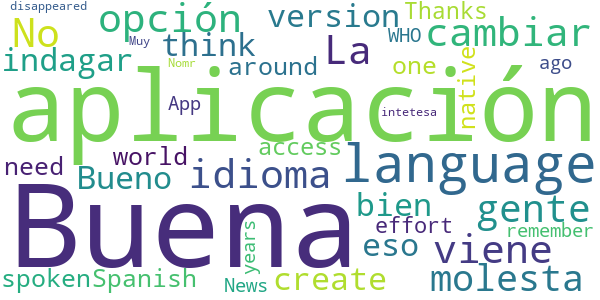 disappeared
No opción version Thanks
Muy think WHO cambiar
indagar Nomr around La one native ago
aplicación
App intetesa
need world access
Bueno idioma language
Buena bien gente
effort remember
eso viene
years
spoken Spanish News create molesta